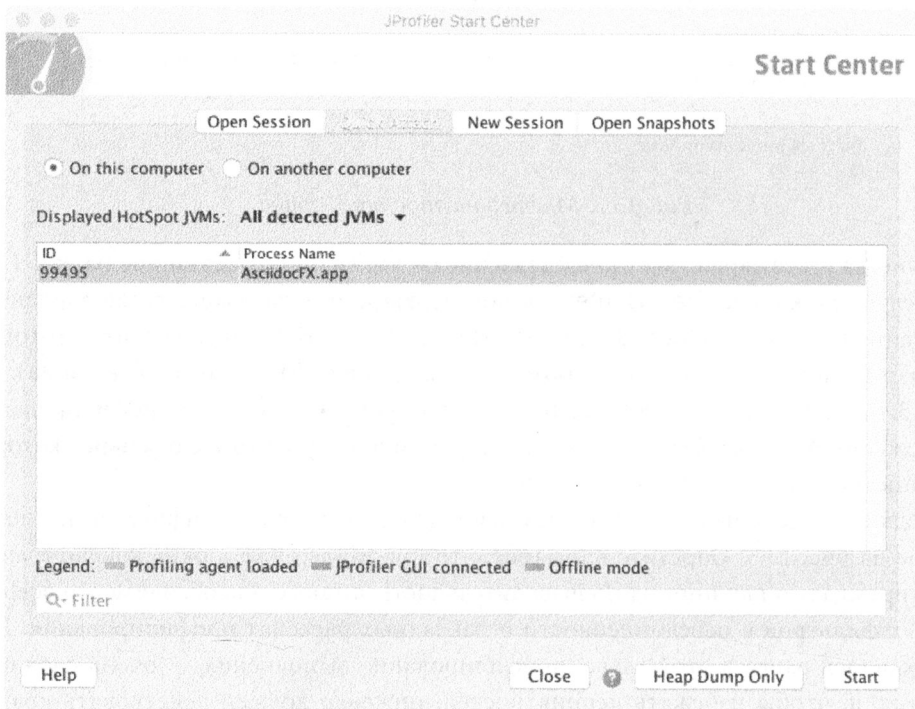 JProfiler Start Center
Start Center
Open Session New Session Open Snapshots
On this computer On another computer
Displayed HotSpot JVMs: All detected JVMs
ID Process Name
99495 AsciidocFX.app
Legend: Profiling agent loaded JProfiler GUI connected Offline mode
Filter
Help Close Heap Dump Only Start